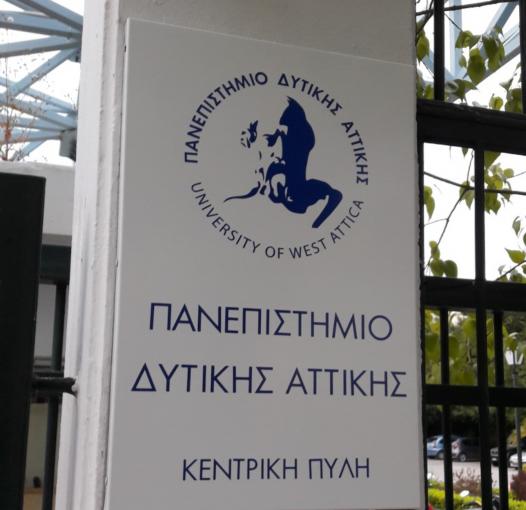 ΠΑΝΕΠΙΣΤΗΜΙΟ ΔΥΤΙΚΗΣ ΑΤΤΙΚΗΣ
UNIVERSITY OF WEST ATTICA
ΠΑΝΕΠΙΣΤΗΜΙΟ
ΔΥΤΙΚΗΣ ΑΤΤΙΚΗΣ
ΚΕΝΤΡΙΚΗ ΠΥΛΗ